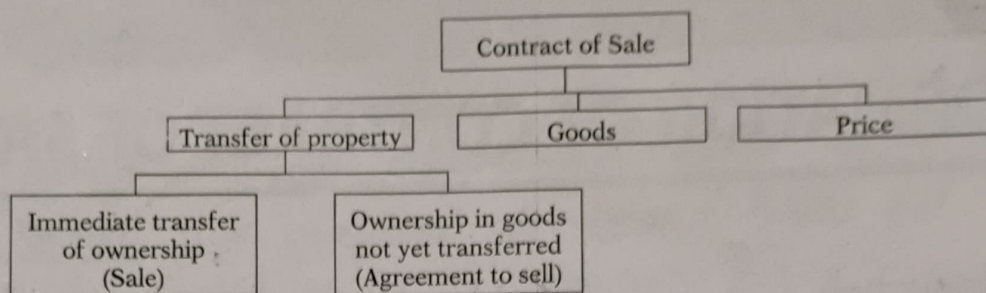 Contract of Sale
Transfer of property
Goods
Price
Immediate transfer
of ownership
(Sale)
Ownership in goods
not yet transferred
(Agreement to sell)